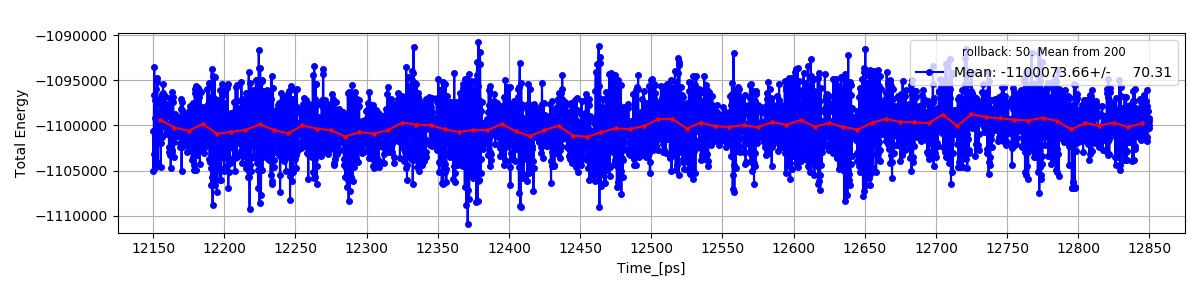 −1090000
−1095000
−1100000
−1105000
−1110000
Total Energy
rollback: 50, Mean from 200
Mean: -1100073.66+/-     70.31
12150 12200 12250 12300 12350 12400 12450 12500 12550 12600 12650 12700 12750 12800 12850
Time_[ps]